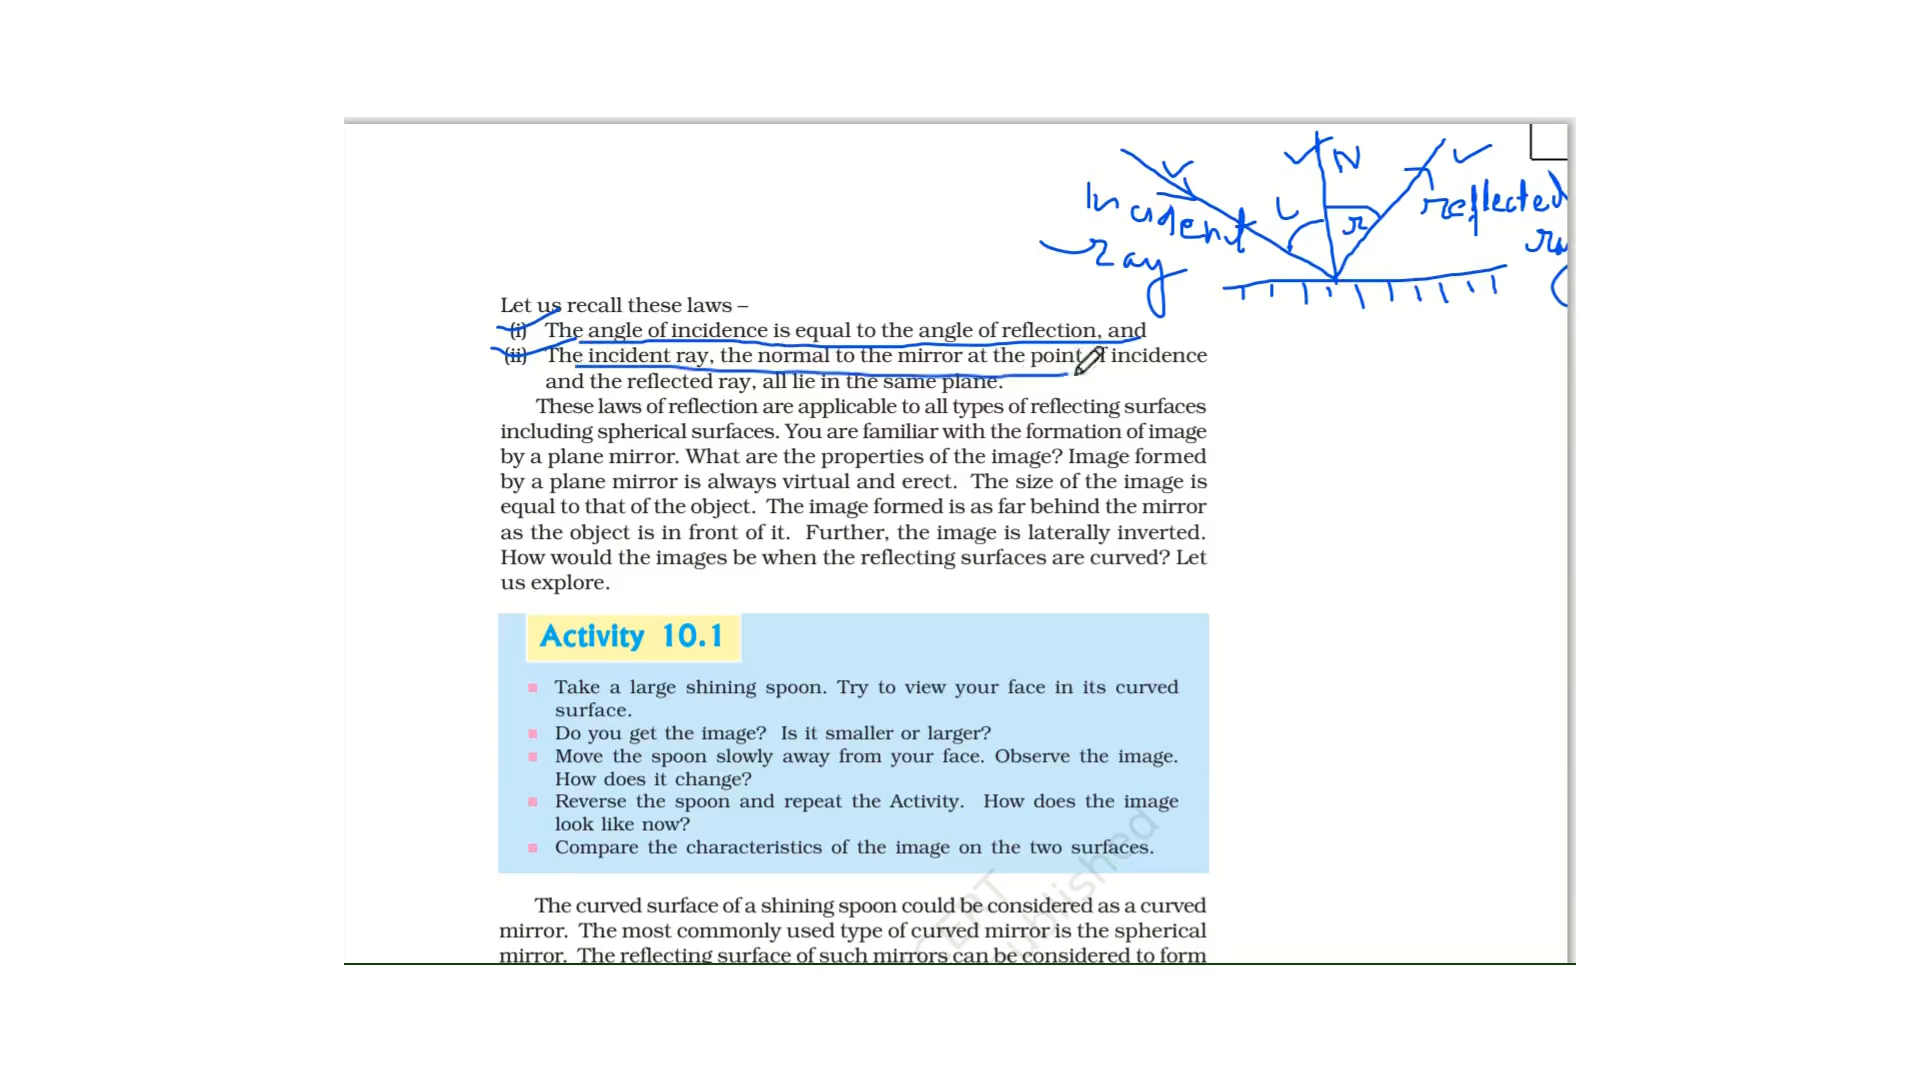 N
Incident
reflected
i
r
ray
Let us recall these laws –
(i) The angle of incidence is equal to the angle of reflection, and
(ii) The incident ray, the normal to the mirror at the point incidence
and the reflected ray, all lie in the same plane.
These laws of reflection are applicable to all types of reflecting surfaces
including spherical surfaces. You are familiar with the formation of image
by a plane mirror. What are the properties of the image? Image formed
by a plane mirror is always virtual and erect. The size of the image is
equal to that of the object. The image formed is as far behind the mirror
as the object is in front of it. Further, the image is laterally inverted.
How would the images be when the reflecting surfaces are curved? Let
us explore.
Activity 10.1
Take a large shining spoon. Try to view your face in its curved
surface.
Do you get the image? Is it smaller or larger?
Move the spoon slowly away from your face. Observe the image.
How does it change?
Reverse the spoon and repeat the Activity. How does the image
look like now?
Compare the characteristics of the image on the two surfaces.
The curved surface of a shining spoon could be considered as a curved
mirror. The most commonly used type of curved mirror is the spherical
mirror. The reflecting surface of such mirrors can be considered to form